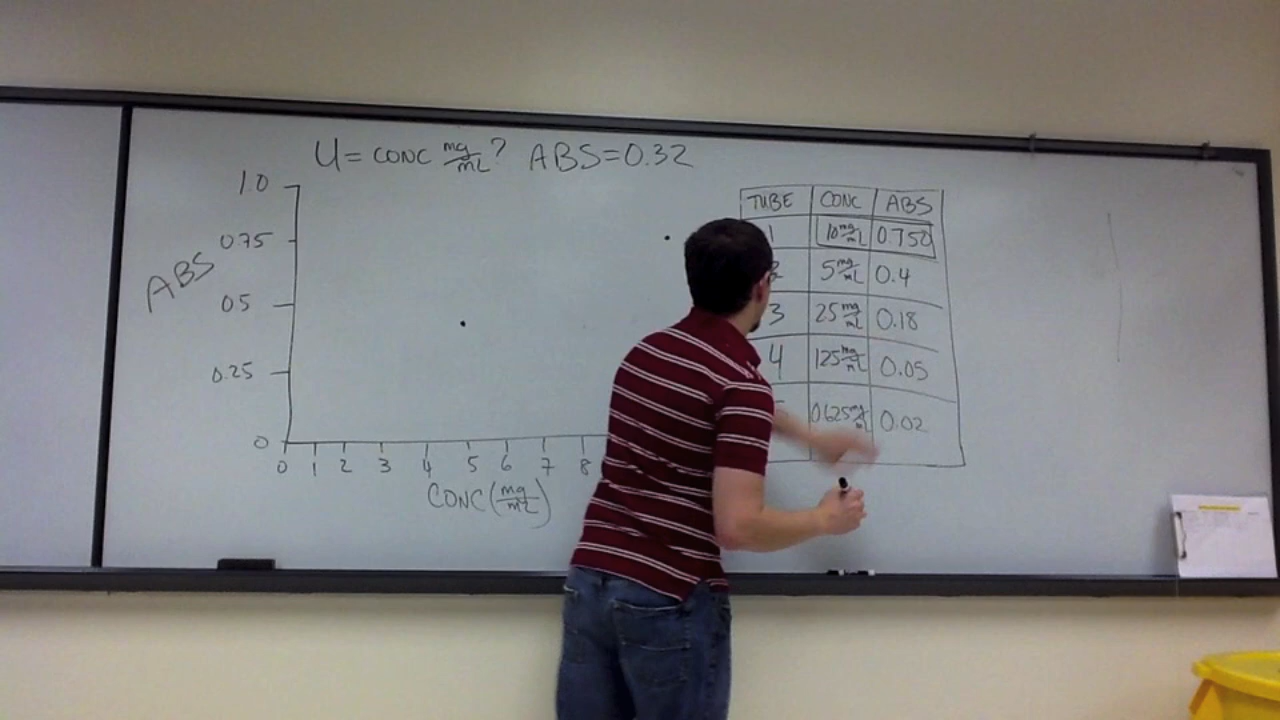 U = CONC mg/mL? ABS = 0.32
1.0
0.75
0.5
0.25
0
ABS
0 1 2 3 4 5 6 7 8
CONC (mg/mL)
TUBE CONC ABS
1 10 mg/mL 0.750
2 5 mg/mL 0.4
3 25 mg/mL 0.18
4 125 mg/mL 0.05
0.625 mg/mL 0.02